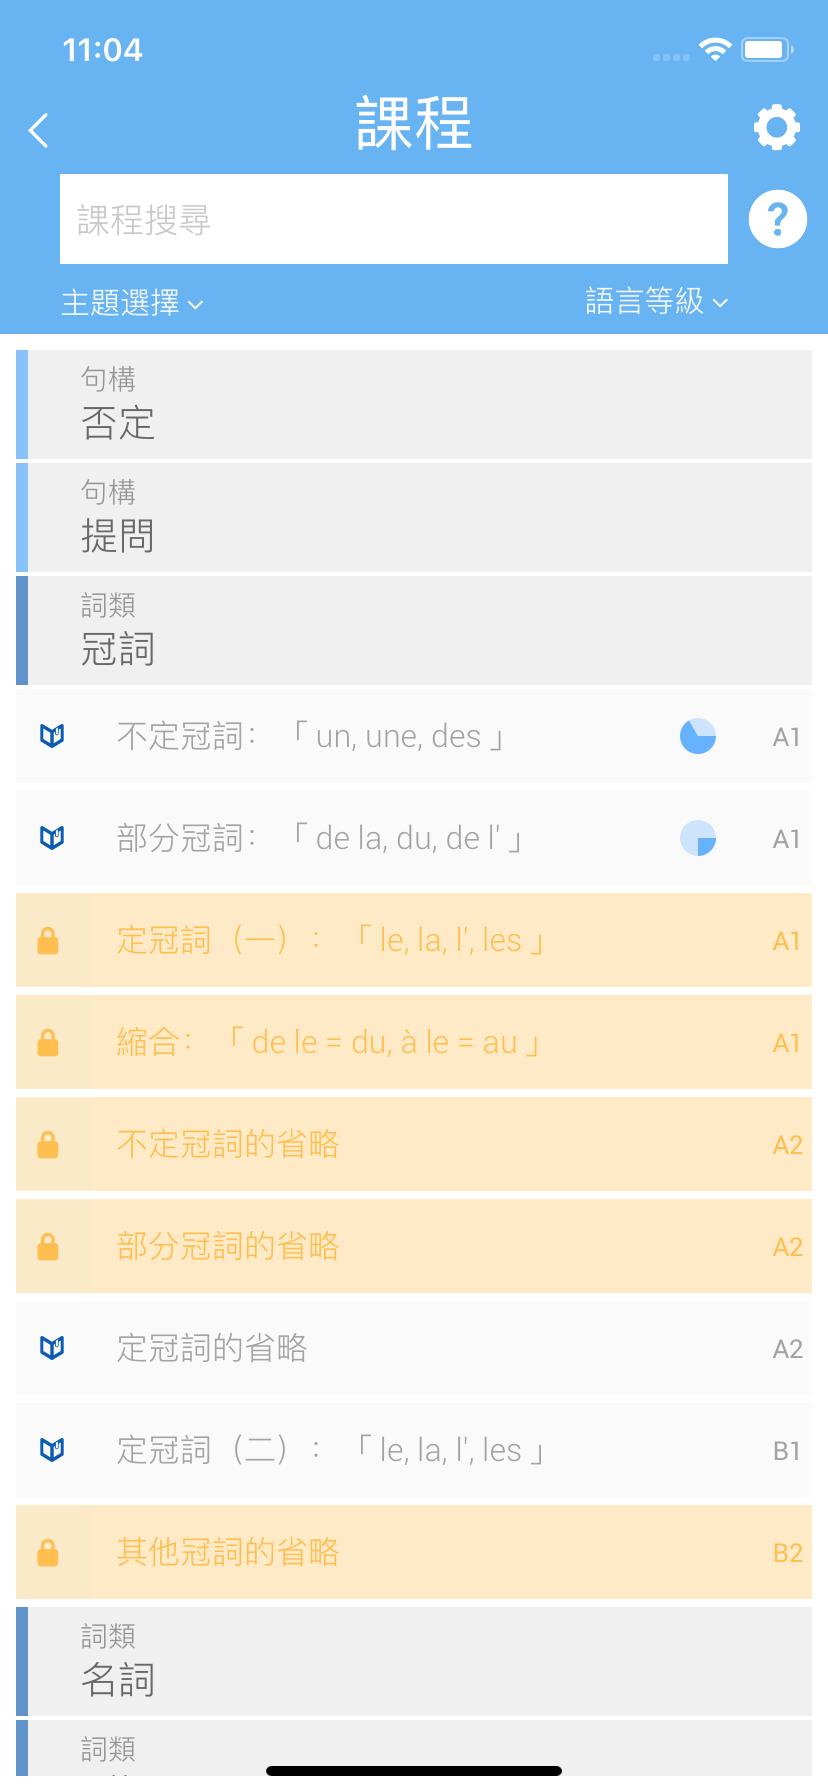 11:04
課程
課程搜尋
主題選擇
語言等級
句構
否定
句構
提問
詞類
冠詞
不定冠詞：「 un, une, des 」 A1
部分冠詞：「 de la, du, de l' 」 A1
定冠詞（一）：「 le, la, l', les 」 A1
縮合：「 de le = du, à le = au 」 A1
不定冠詞的省略 A2
部分冠詞的省略 A2
定冠詞的省略 A2
定冠詞（二）：「 le, la, l', les 」 B1
其他冠詞的省略 B2
詞類
名詞
詞類